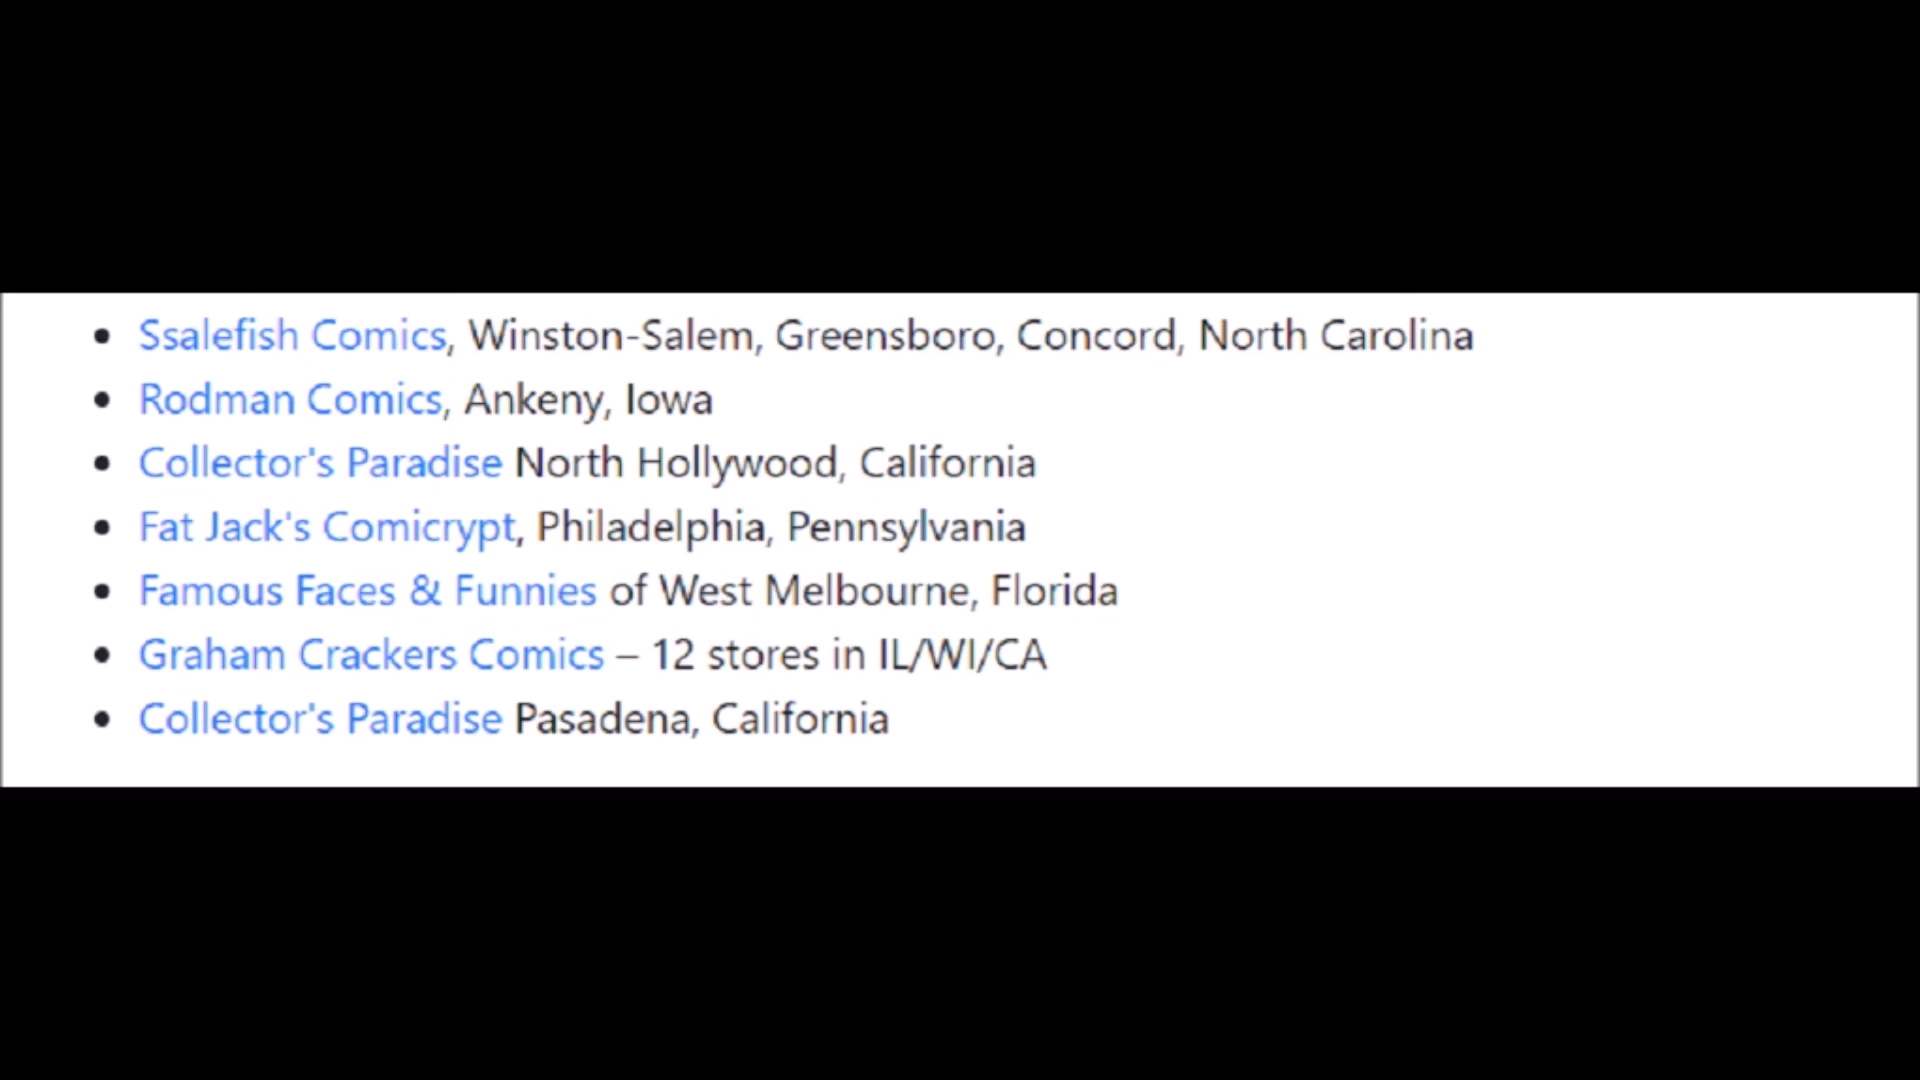 Ssalefish Comics, Winston-Salem, Greensboro, Concord, North Carolina
Rodman Comics, Ankeny, Iowa
Collector's Paradise North Hollywood, California
Fat Jack's Comicrypt, Philadelphia, Pennsylvania
Famous Faces & Funnies of West Melbourne, Florida
Graham Crackers Comics – 12 stores in IL/WI/CA
Collector's Paradise Pasadena, California